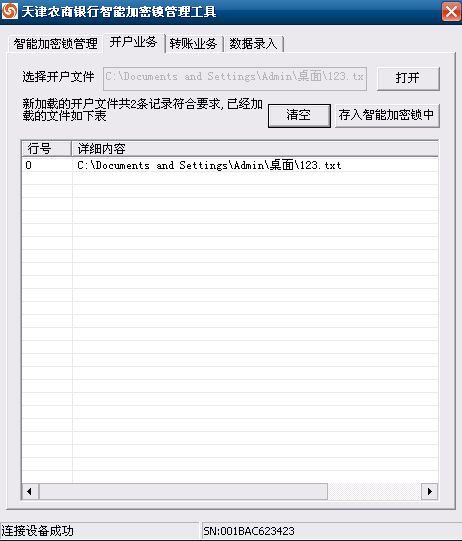 天津农商银行智能加密锁管理工具
智能加密锁管理 开户业务 转账业务 数据录入
选择开户文件 C:\Documents and Settings\Admin\桌面\123.tx 打开
新加载的开户文件共2条记录符合要求,已经加
载的文件如下表
清空 存入智能加密锁中
行号 详细内容
0 C:\Documents and Settings\Admin\桌面\123.txt
连接设备成功 SN:001BAC623423